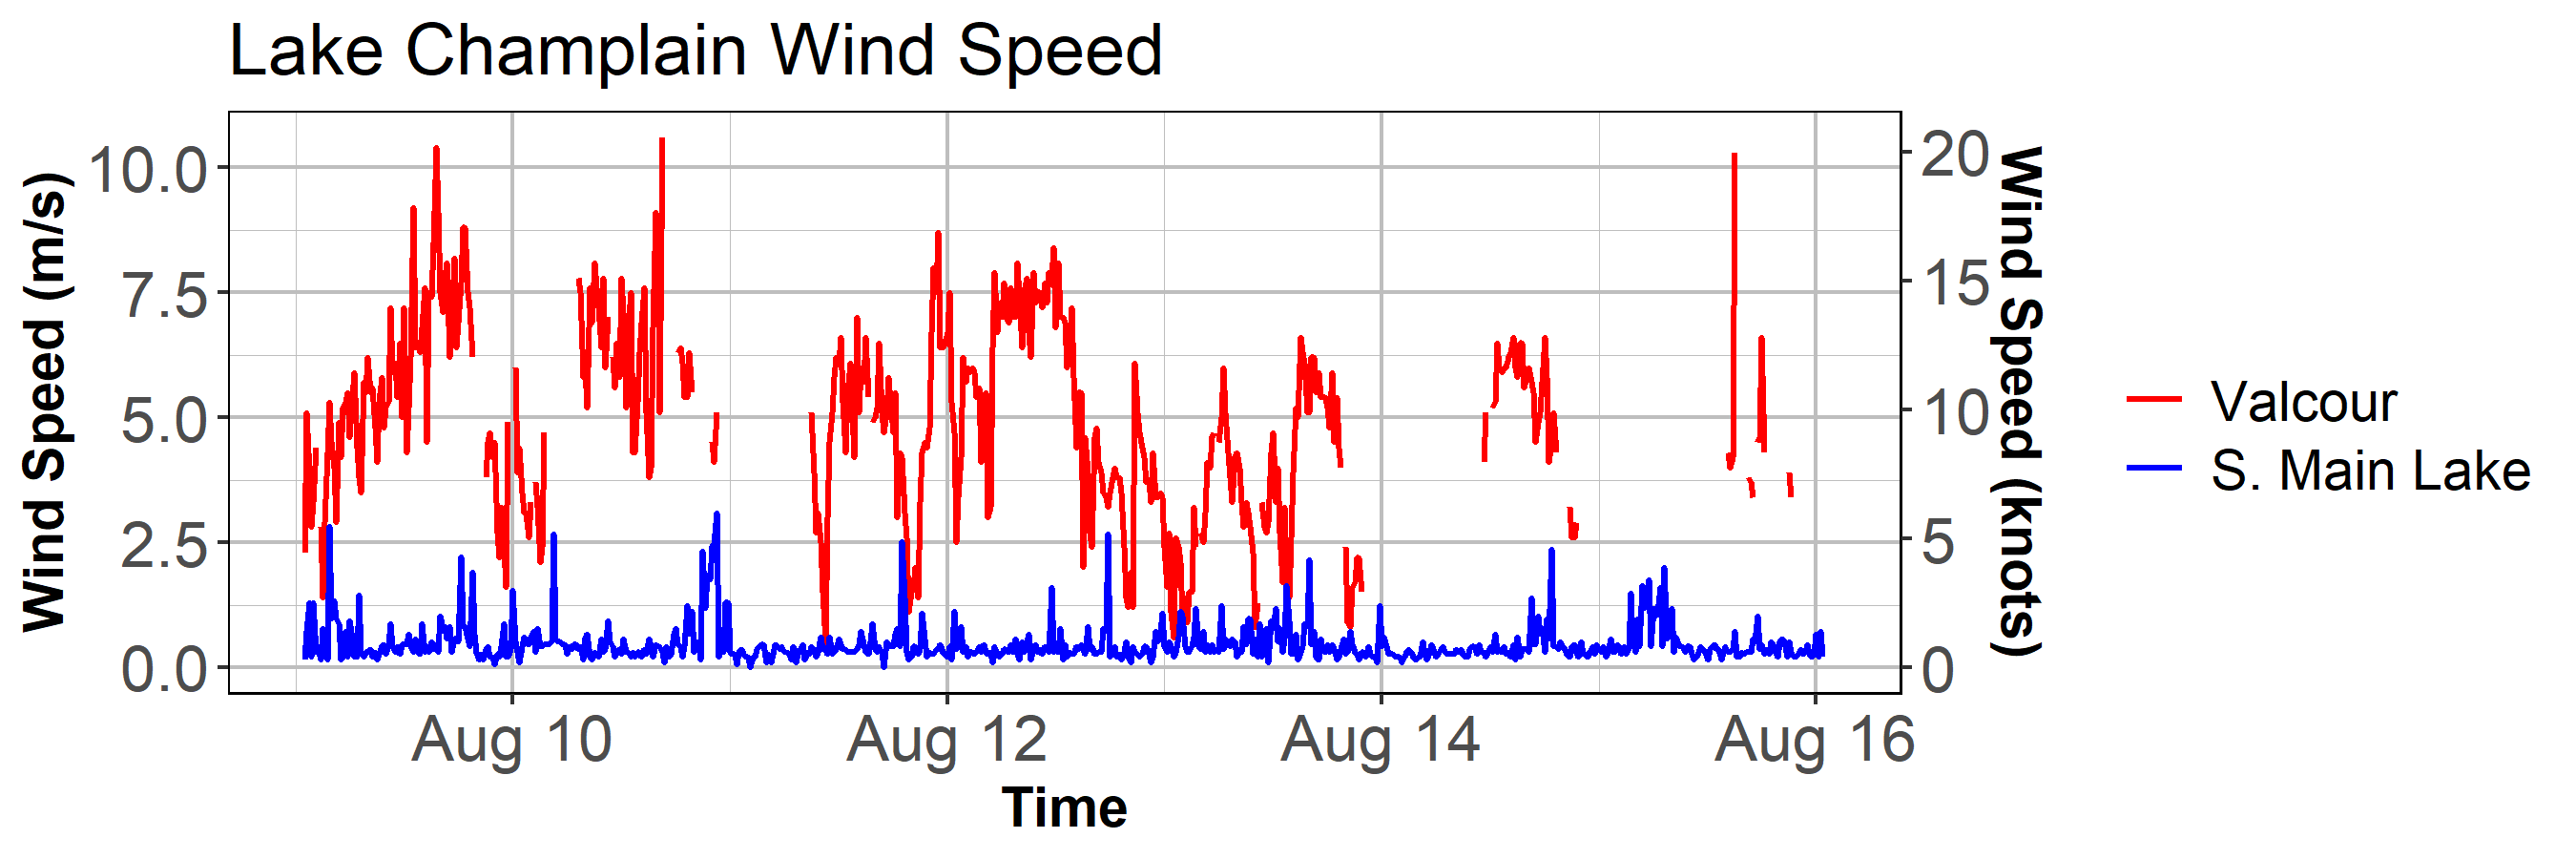 Lake Champlain Wind Speed
Wind Speed (m/s)
10.0
7.5
5.0
2.5
0.0
20
15
10
5
0
Wind Speed (knots)
Aug 10
Aug 12
Aug 14
Aug 16
Time
Valcour
S. Main Lake